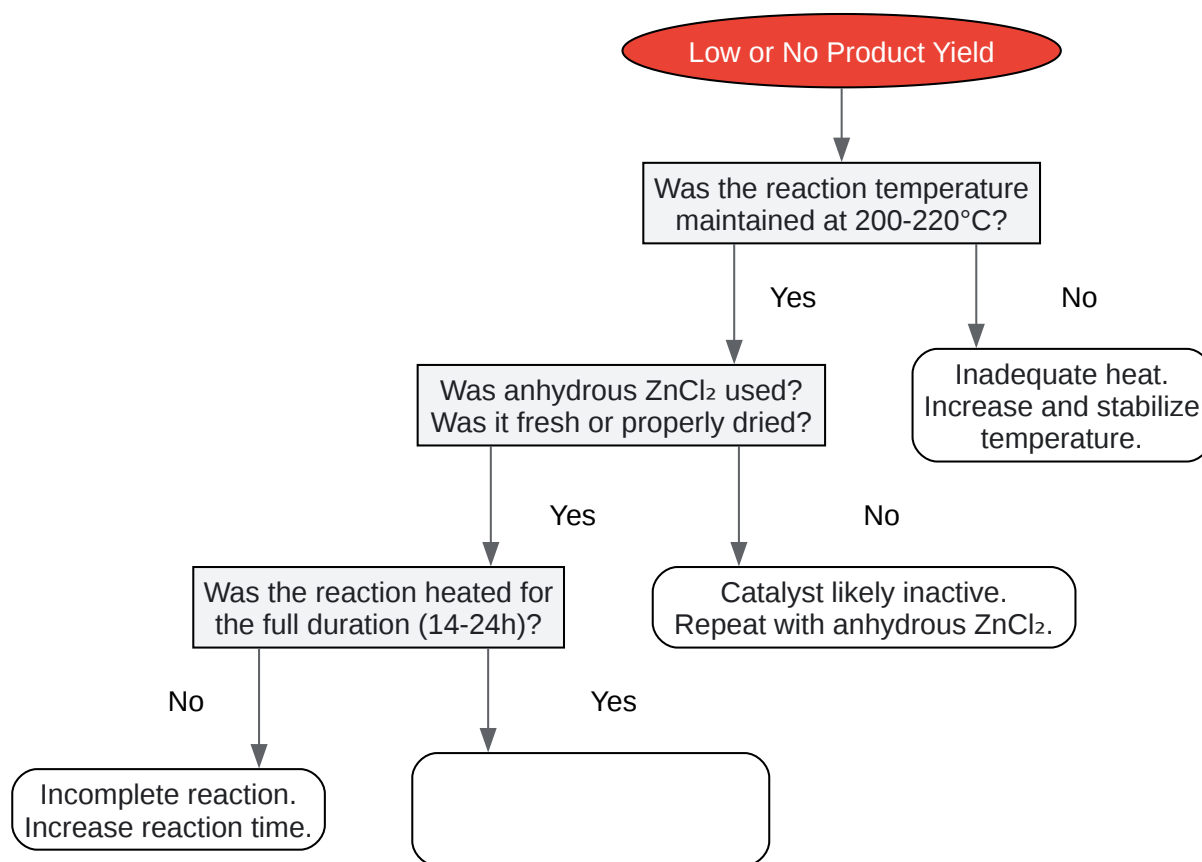 Low or No Product Yield
Was the reaction temperature
maintained at 200-220°C?
Yes
No
Inadequate heat.
Increase and stabilize
temperature.
Was anhydrous ZnCl₂ used?
Was it fresh or properly dried?
Yes
No
Catalyst likely inactive.
Repeat with anhydrous ZnCl₂.
Was the reaction heated for
the full duration (14-24h)?
No
Yes
Incomplete reaction.
Increase reaction time.